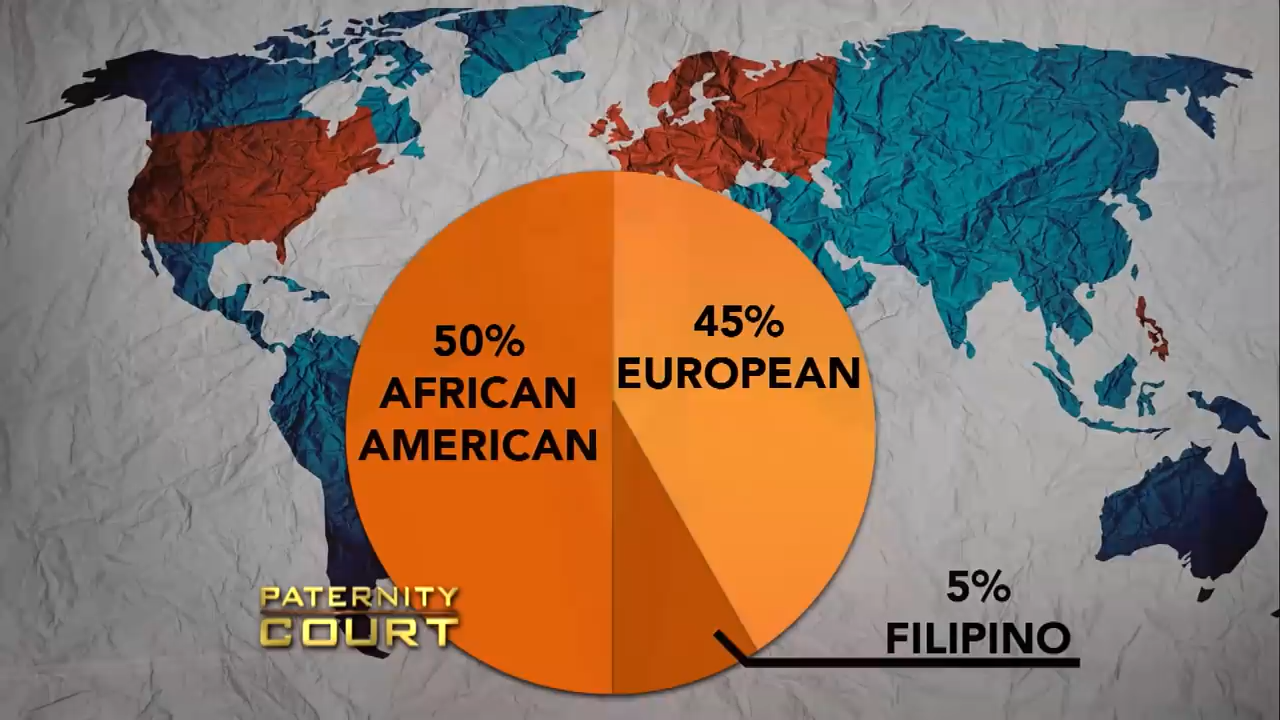 50%
AFRICAN
AMERICAN
45%
EUROPEAN
5%
FILIPINO
PATERNITY
COURT